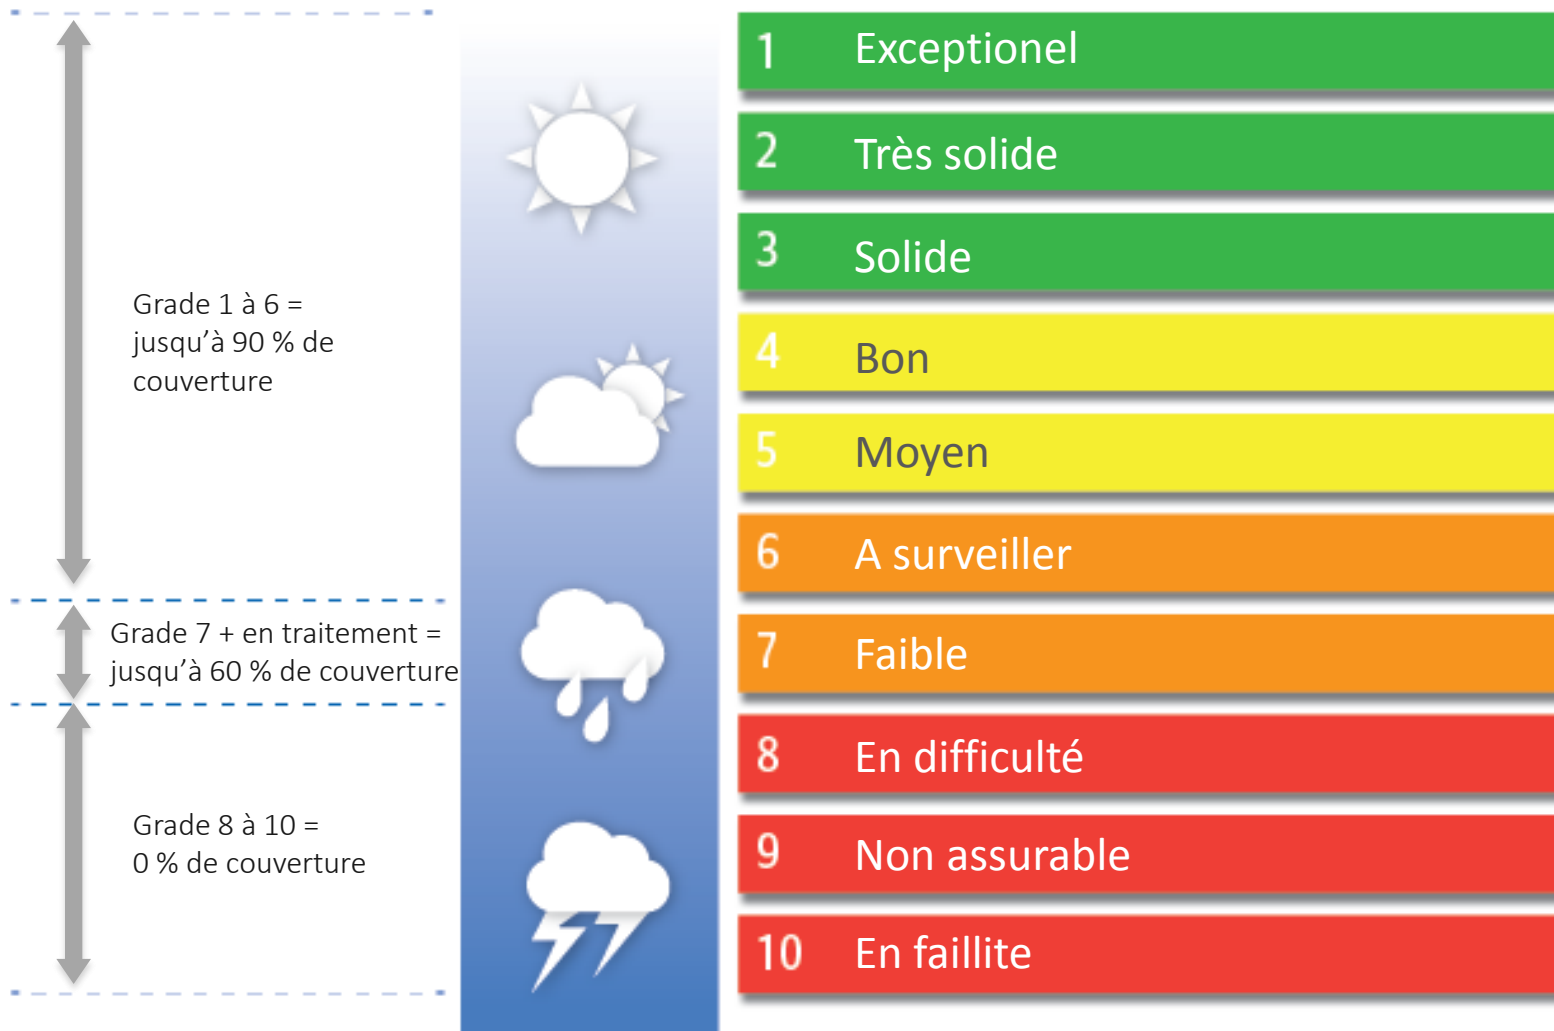 Grade 1 à 6 =
jusqu’à 90 % de
couverture
Grade 7 + en traitement =
jusqu’à 60 % de couverture
Grade 8 à 10 =
0 % de couverture
1 Exceptionel
2 Très solide
3 Solide
4 Bon
5 Moyen
6 A surveiller
7 Faible
8 En difficulté
9 Non assurable
10 En faillite